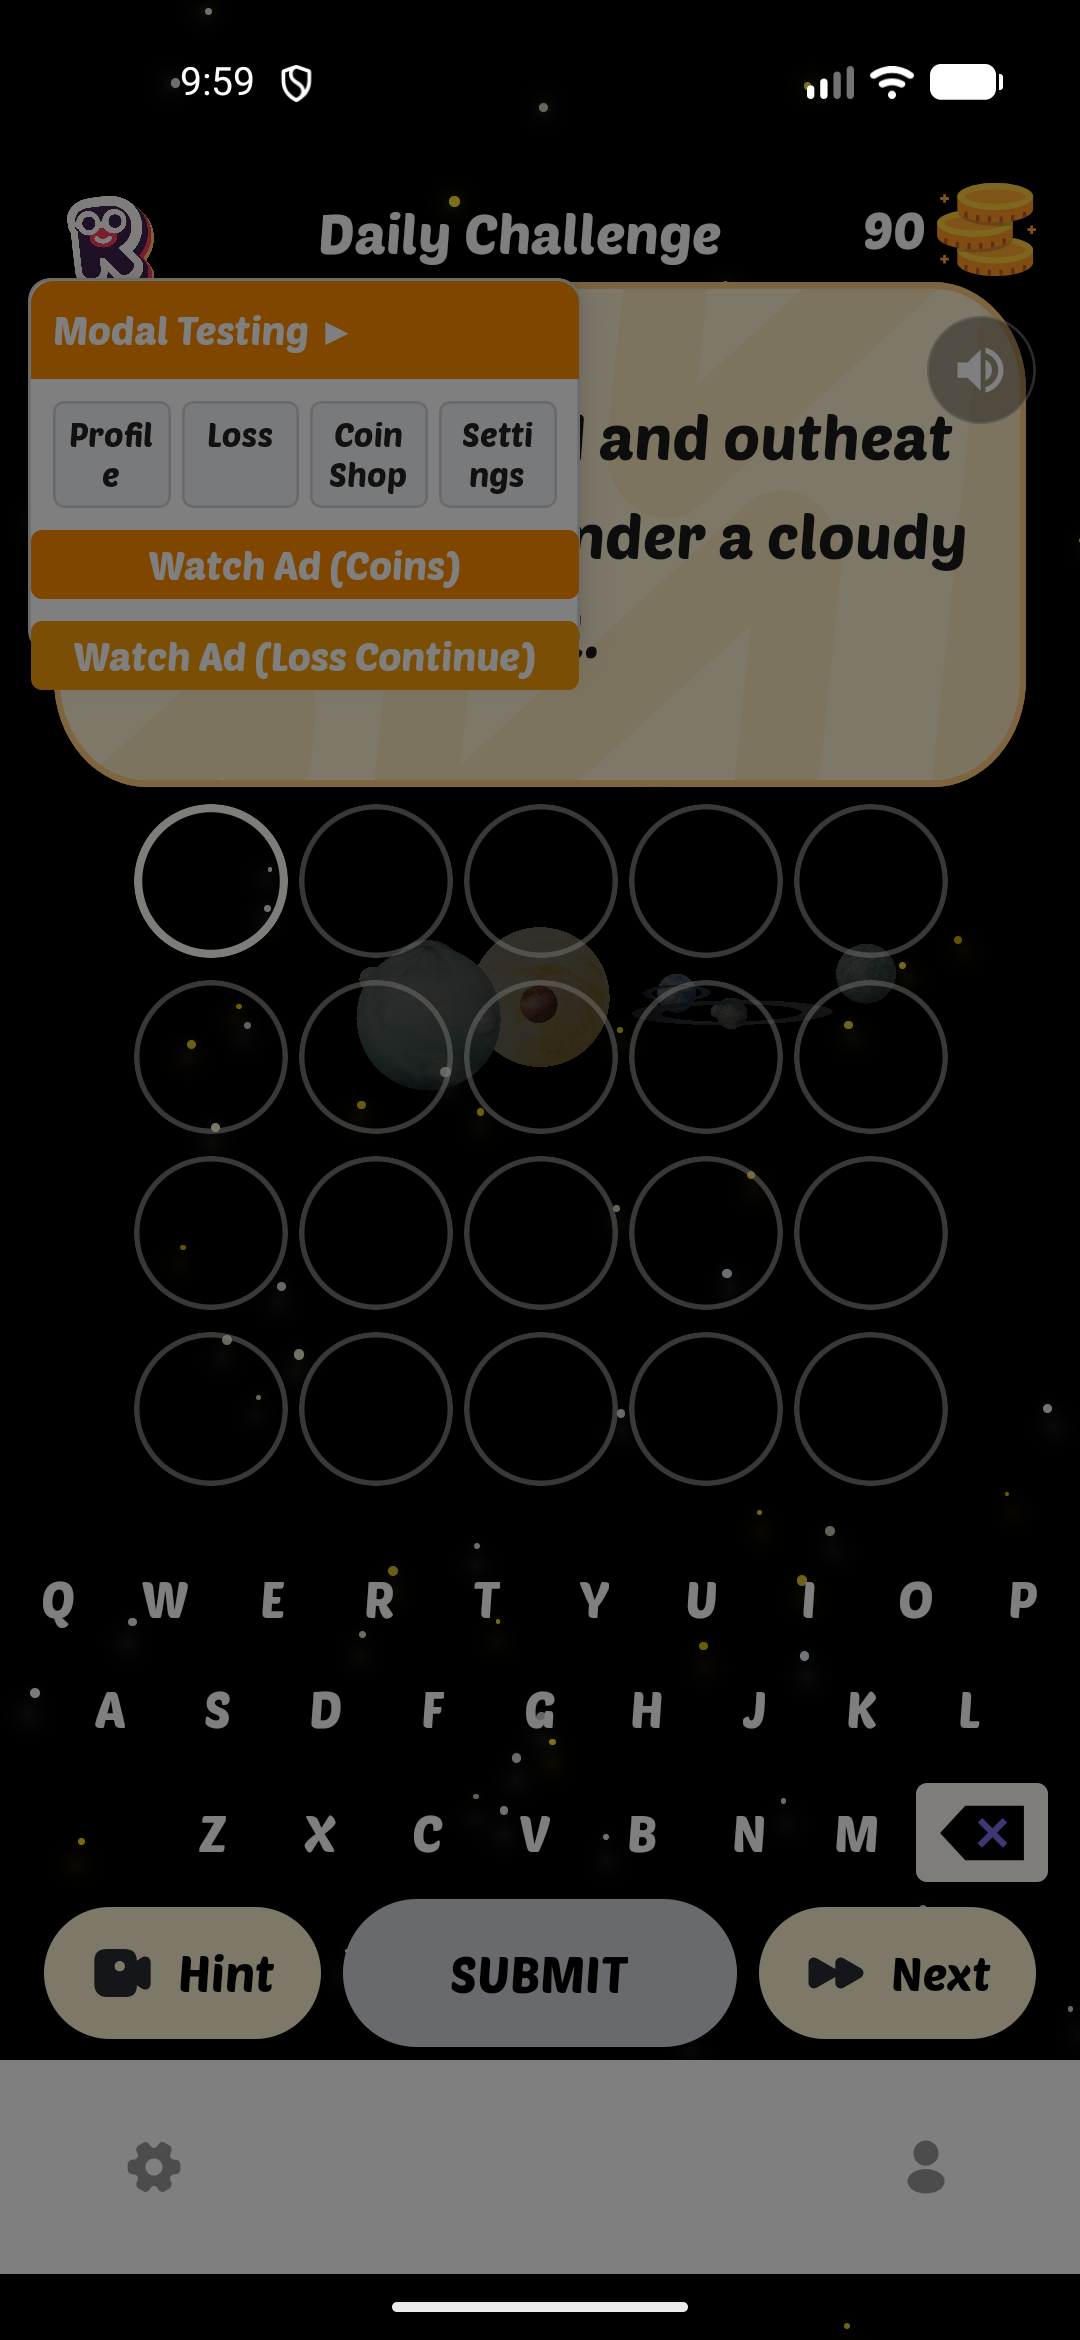 9:59
Daily Challenge
90
Modal Testing ►
and outheat
Profil
e
Loss
Coin
Shop
Setti
ngs
nder a cloudy
Watch Ad (Coins)
Watch Ad (Loss Continue)
Q W E R T Y U I O P
A S D F G H J K L
Z X C V B N M
Hint
SUBMIT
Next